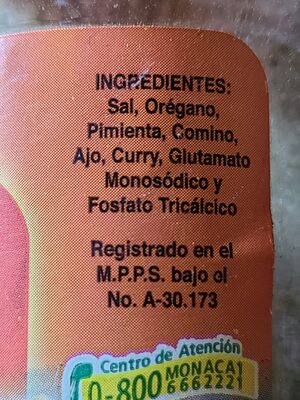 INGREDIENTES:
Sal, Orégano,
Pimienta, Comino,
Ajo, Curry, Glutamato
Monosódico y
Fosfato Tricálcico
Registrado en el
M.P.P.S. bajo el
No. A-30.173
Centro de Atención
0-800 MONACA1
6662221